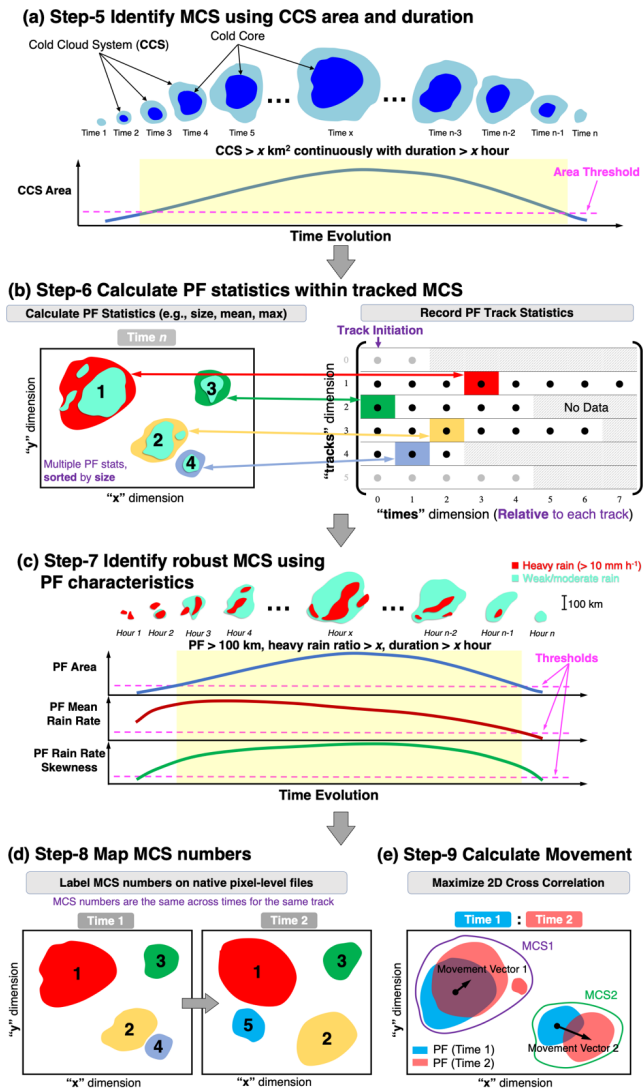 (a) Step-5 Identify MCS using CCS area and duration
Cold Cloud System (CCS)
Cold Core
Time 1
Time 2
Time 3
Time 4
Time 5
Time x
Time n-3
Time n-2
Time n-1
Time n
CCS > x km² continuously with duration > x hour
Area Threshold
CCS Area
Time Evolution
(b) Step-6 Calculate PF statistics within tracked MCS
Calculate PF Statistics (e.g., size, mean, max)
Record PF Track Statistics
Time n
Track Initiation
1
3
2
4
Multiple PF stats,
sorted by size
"y" dimension
"x" dimension
"tracks" dimension
0
1
2
3
4
5
No Data
0
1
2
3
4
5
6
7
"times" dimension (Relative to each track)
(c) Step-7 Identify robust MCS using
PF characteristics
Heavy rain (> 10 mm h⁻¹)
Weak/moderate rain
100 km
Hour 1
Hour 2
Hour 3
Hour 4
Hour x
Hour n-2
Hour n-1
Hour n
PF > 100 km, heavy rain ratio > x, duration > x hour
Thresholds
PF Area
PF Mean
Rain Rate
PF Rain Rate
Skewness
Time Evolution
(d) Step-8 Map MCS numbers
Label MCS numbers on native pixel-level files
MCS numbers are the same across times for the same track
Time 1
Time 2
1
3
2
4
1
3
5
2
"y" dimension
"x" dimension
"x" dimension
(e) Step-9 Calculate Movement
Maximize 2D Cross Correlation
Time 1 : Time 2
MCS1
Movement Vector 1
MCS2
Movement Vector 2
PF (Time 1)
PF (Time 2)
"y" dimension
"x" dimension